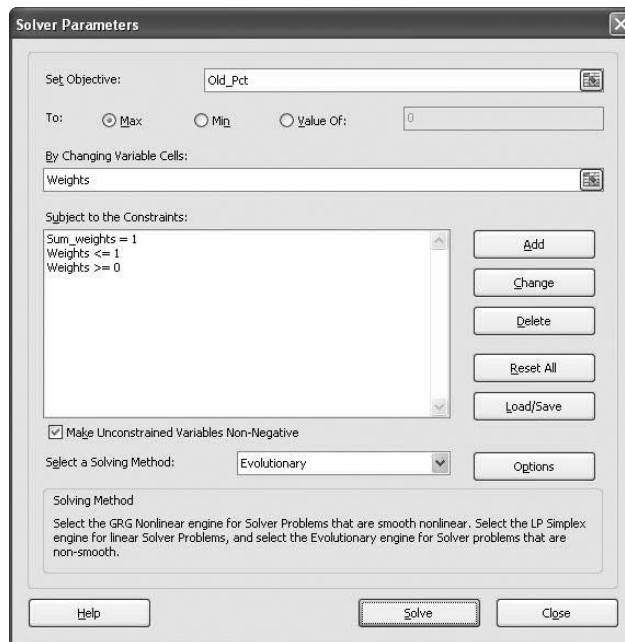 Solver Parameters
Set Objective: Old_Pct
To: Max Min Value Of: 0
By Changing Variable Cells:
Weights
Subject to the Constraints:
Sum_weights = 1
Weights <= 1
Weights >= 0
Add
Change
Delete
Reset All
Load/Save
Make Unconstrained Variables Non-Negative
Select a Solving Method: Evolutionary Options
Solving Method
Select the GRG Nonlinear engine for Solver Problems that are smooth nonlinear. Select the LP Simplex
engine for linear Solver Problems, and select the Evolutionary engine for Solver problems that are
non-smooth.
Help Solve Close